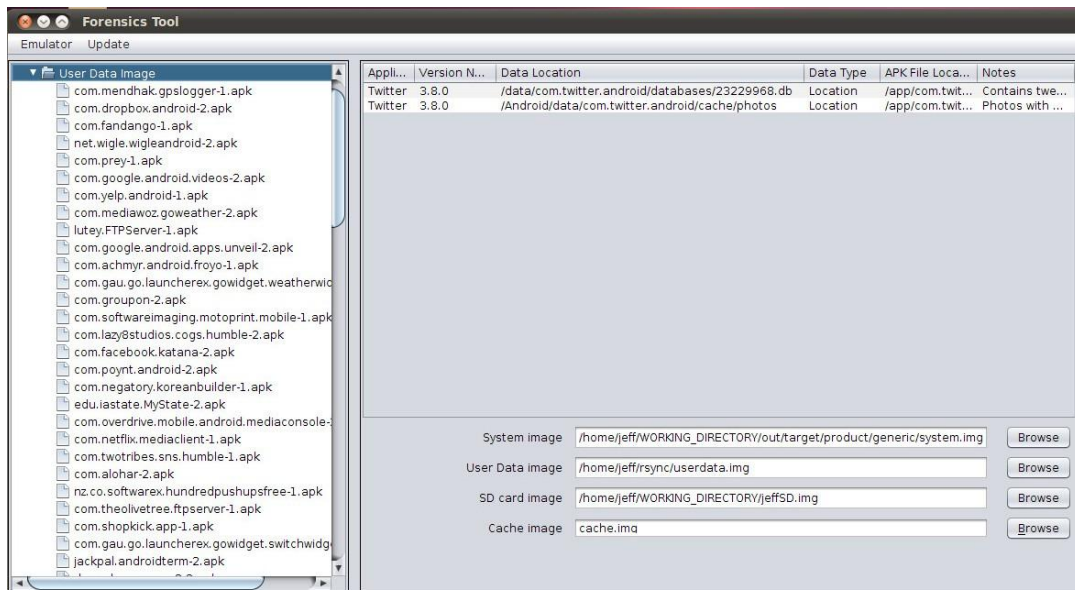 Forensics Tool
Emulator Update
User Data Image
com.mendhak.gpslogger-1.apk
com.dropbox.android-2.apk
com.fandango-1.apk
net.wigle.wigleandroid-2.apk
com.prey-1.apk
com.google.android.videos-2.apk
com.yelp.android-1.apk
com.mediawoz.goweather-2.apk
lutey.FTPServer-1.apk
com.google.android.apps.unveil-2.apk
com.achmyr.android.froyo-1.apk
com.gau.go.launcherex.gowidget.weatherwid
com.groupon-2.apk
com.softwareimaging.motoprint.mobile-1.apk
com.lazy8studios.cogs.humble-2.apk
com.facebook.katana-2.apk
com.poynt.android-2.apk
com.negatory.koreanbuilder-1.apk
edu.iastate.MyState-2.apk
com.overdrive.mobile.android.mediaconsole-
com.netflix.mediaclient-1.apk
com.twotribes.sns.humble-1.apk
com.alohar-2.apk
nz.co.softwarex.hundredpushupsfree-1.apk
com.theolivetree.ftpserver-1.apk
com.shopkick.app-1.apk
com.gau.go.launcherex.gowidget.switchwidg
jackpal.androidterm-2.apk
Appli... Version N... Data Location Data Type APK File Loca... Notes
Twitter 3.8.0 /data/com.twitter.android/databases/23229968.db Location /app/com.twit... Contains twe...
Twitter 3.8.0 /Android/data/com.twitter.android/cache/photos Location /app/com.twit... Photos with ...
System image /home/jeff/WORKING_DIRECTORY/out/target/product/generic/system.img Browse
User Data image /home/jeff/rsync/userdata.img Browse
SD card image /home/jeff/WORKING_DIRECTORY/jeffSD.img Browse
Cache image cache.img Browse